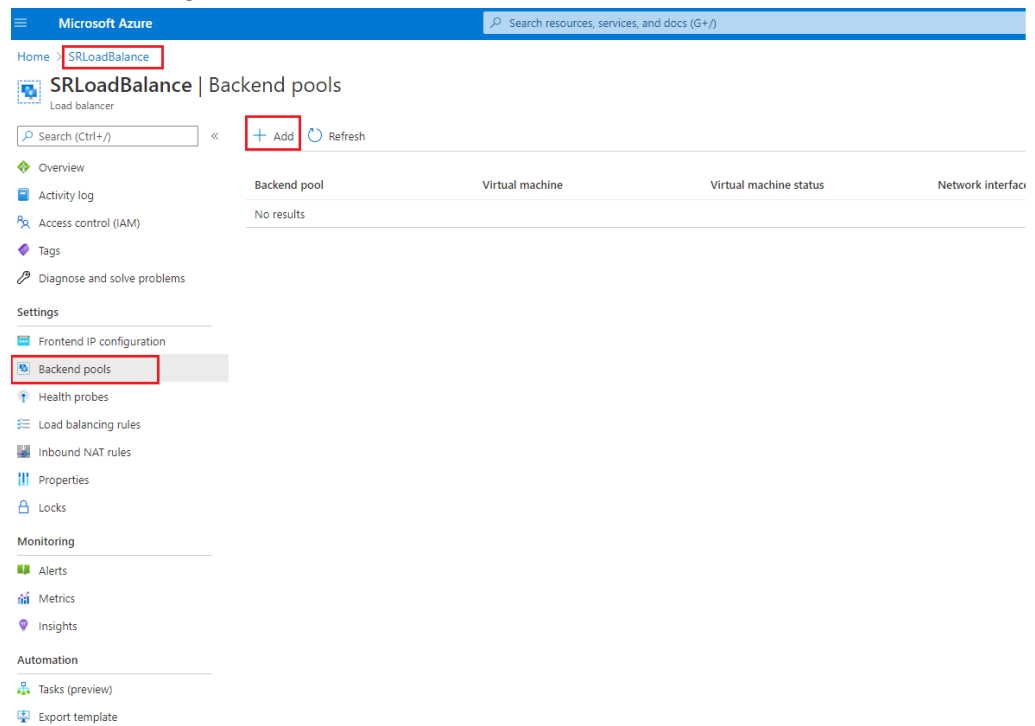 Microsoft Azure
Search resources, services, and docs (G+/)
Home > SRLoadBalance
SRLoadBalance | Backend pools
Load balancer
Search (Ctrl+/)
«
+ Add
Refresh
Overview
Activity log
Access control (IAM)
Tags
Diagnose and solve problems
Settings
Frontend IP configuration
Backend pools
Health probes
Load balancing rules
Inbound NAT rules
Properties
Locks
Monitoring
Alerts
Metrics
Insights
Automation
Tasks (preview)
Export template
Backend pool Virtual machine Virtual machine status Network interface
No results